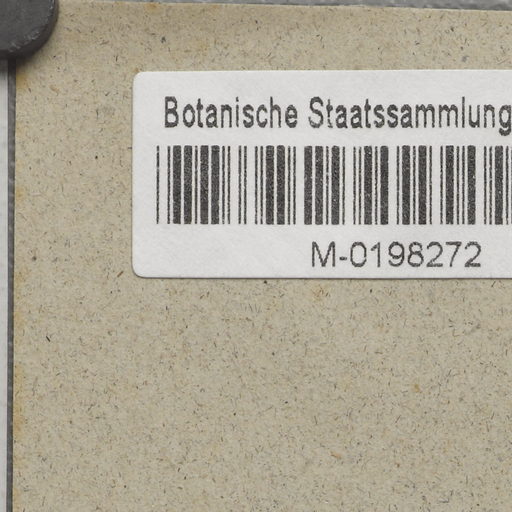 Botanische Staatssammlung
M-0198272